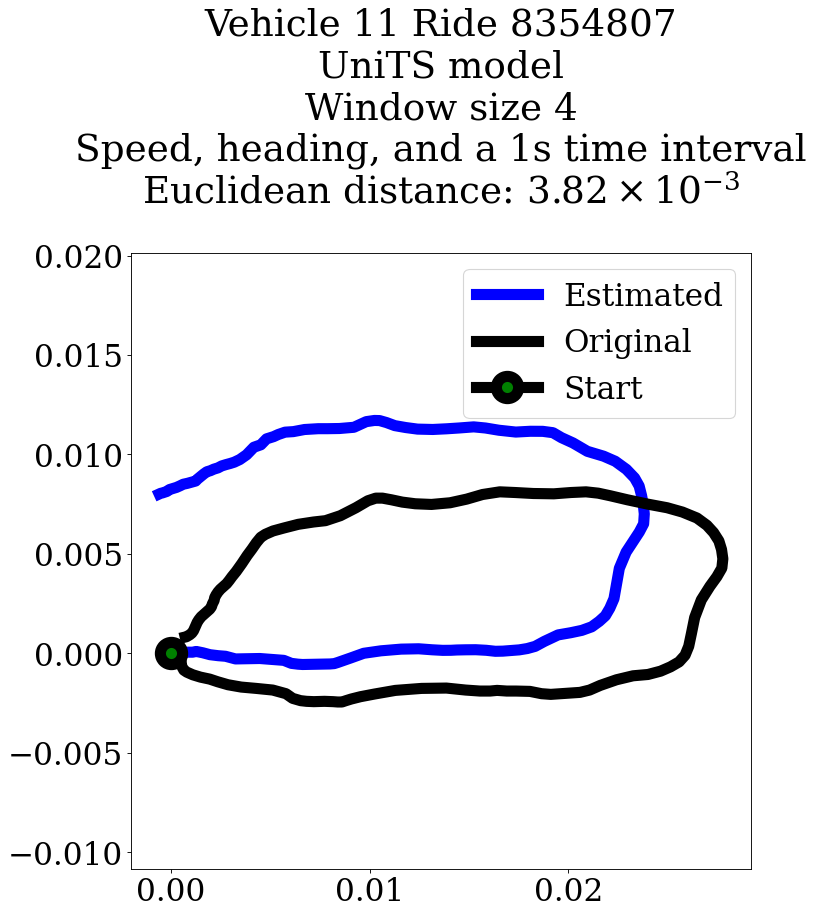 Vehicle 11 Ride 8354807
UniTS model
Window size 4
Speed, heading, and a 1s time interval
Euclidean distance: 3.82 × 10⁻³
Estimated
Original
Start
0.020
0.015
0.010
0.005
0.000
−0.005
−0.010
0.00 0.01 0.02